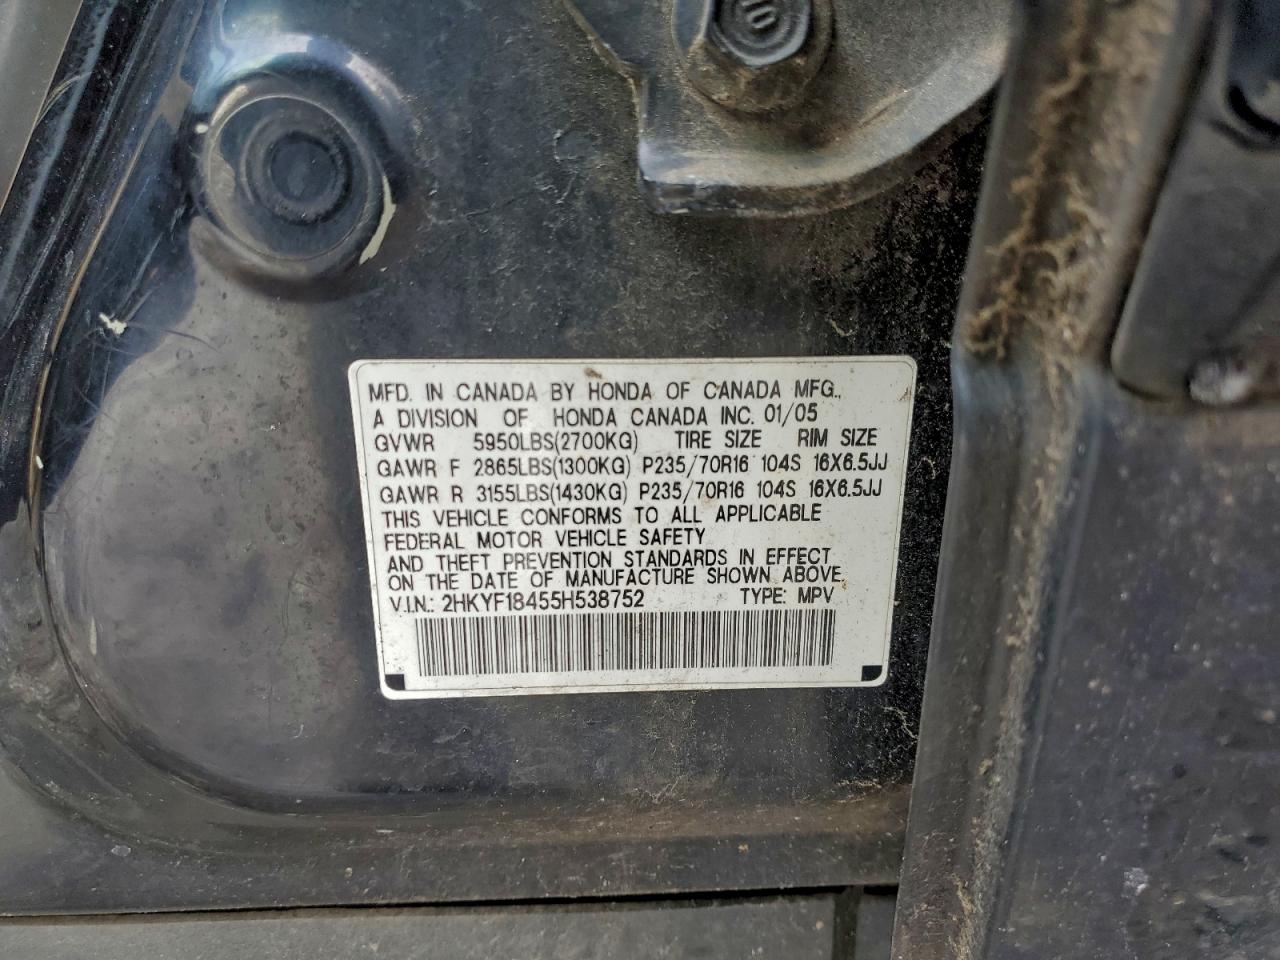 10
MFD. IN CANADA BY HONDA OF CANADA MFG.,
A DIVISION OF HONDA CANADA INC. 01/05
GVWR 5950LBS(2700KG) TIRE SIZE RIM SIZE
GAWR F 2865LBS(1300KG) P235/70R16 104S 16X6.5JJ
GAWR R 3155LBS(1430KG) P235/70R16 104S 16X6.5JJ
THIS VEHICLE CONFORMS TO ALL APPLICABLE
FEDERAL MOTOR VEHICLE SAFETY
AND THEFT PREVENTION STANDARDS IN EFFECT
ON THE DATE OF MANUFACTURE SHOWN ABOVE.
V.I.N.: 2HKYF18455H538752 TYPE: MPV